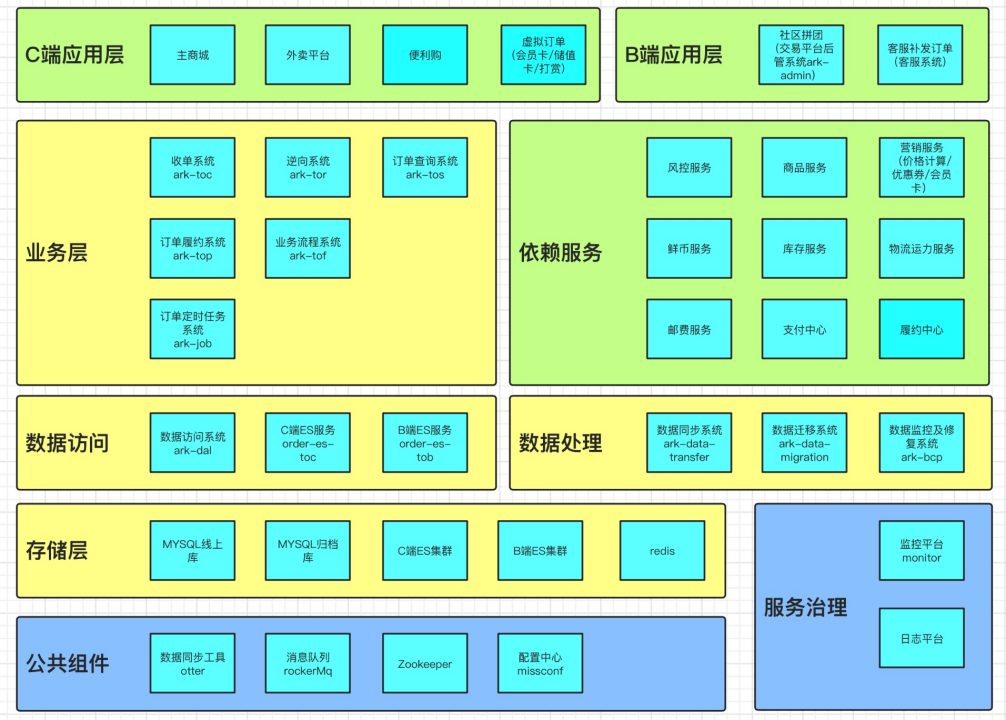 C端应用层
主商城
外卖平台
便利购
虚拟订单
(会员卡/储值
卡/打赏)
B端应用层
社区拼团
(交易平台后
管系统ark-
admin)
客服补发订单
(客服系统)
业务层
收单系统
ark-toc
逆向系统
ark-tor
订单查询系统
ark-tos
订单履约系统
ark-top
业务流程系统
ark-tof
订单定时任务
系统
ark-job
依赖服务
风控服务
商品服务
营销服务
(价格计算/
优惠券/会员
卡)
鲜币服务
库存服务
物流运力服务
邮费服务
支付中心
履约中心
数据访问
数据访问系统
ark-dal
C端ES服务
order-es-
toc
B端ES服务
order-es-
tob
数据处理
数据同步系统
ark-data-
transfer
数据迁移系统
ark-data-
migration
数据监控及修
复系统
ark-bcp
存储层
MYSQL线上
库
MYSQL归档
库
C端ES集群
B端ES集群
redis
服务治理
监控平台
monitor
日志平台
公共组件
数据同步工具
otter
消息队列
rockerMq
Zookeeper
配置中心
missconf